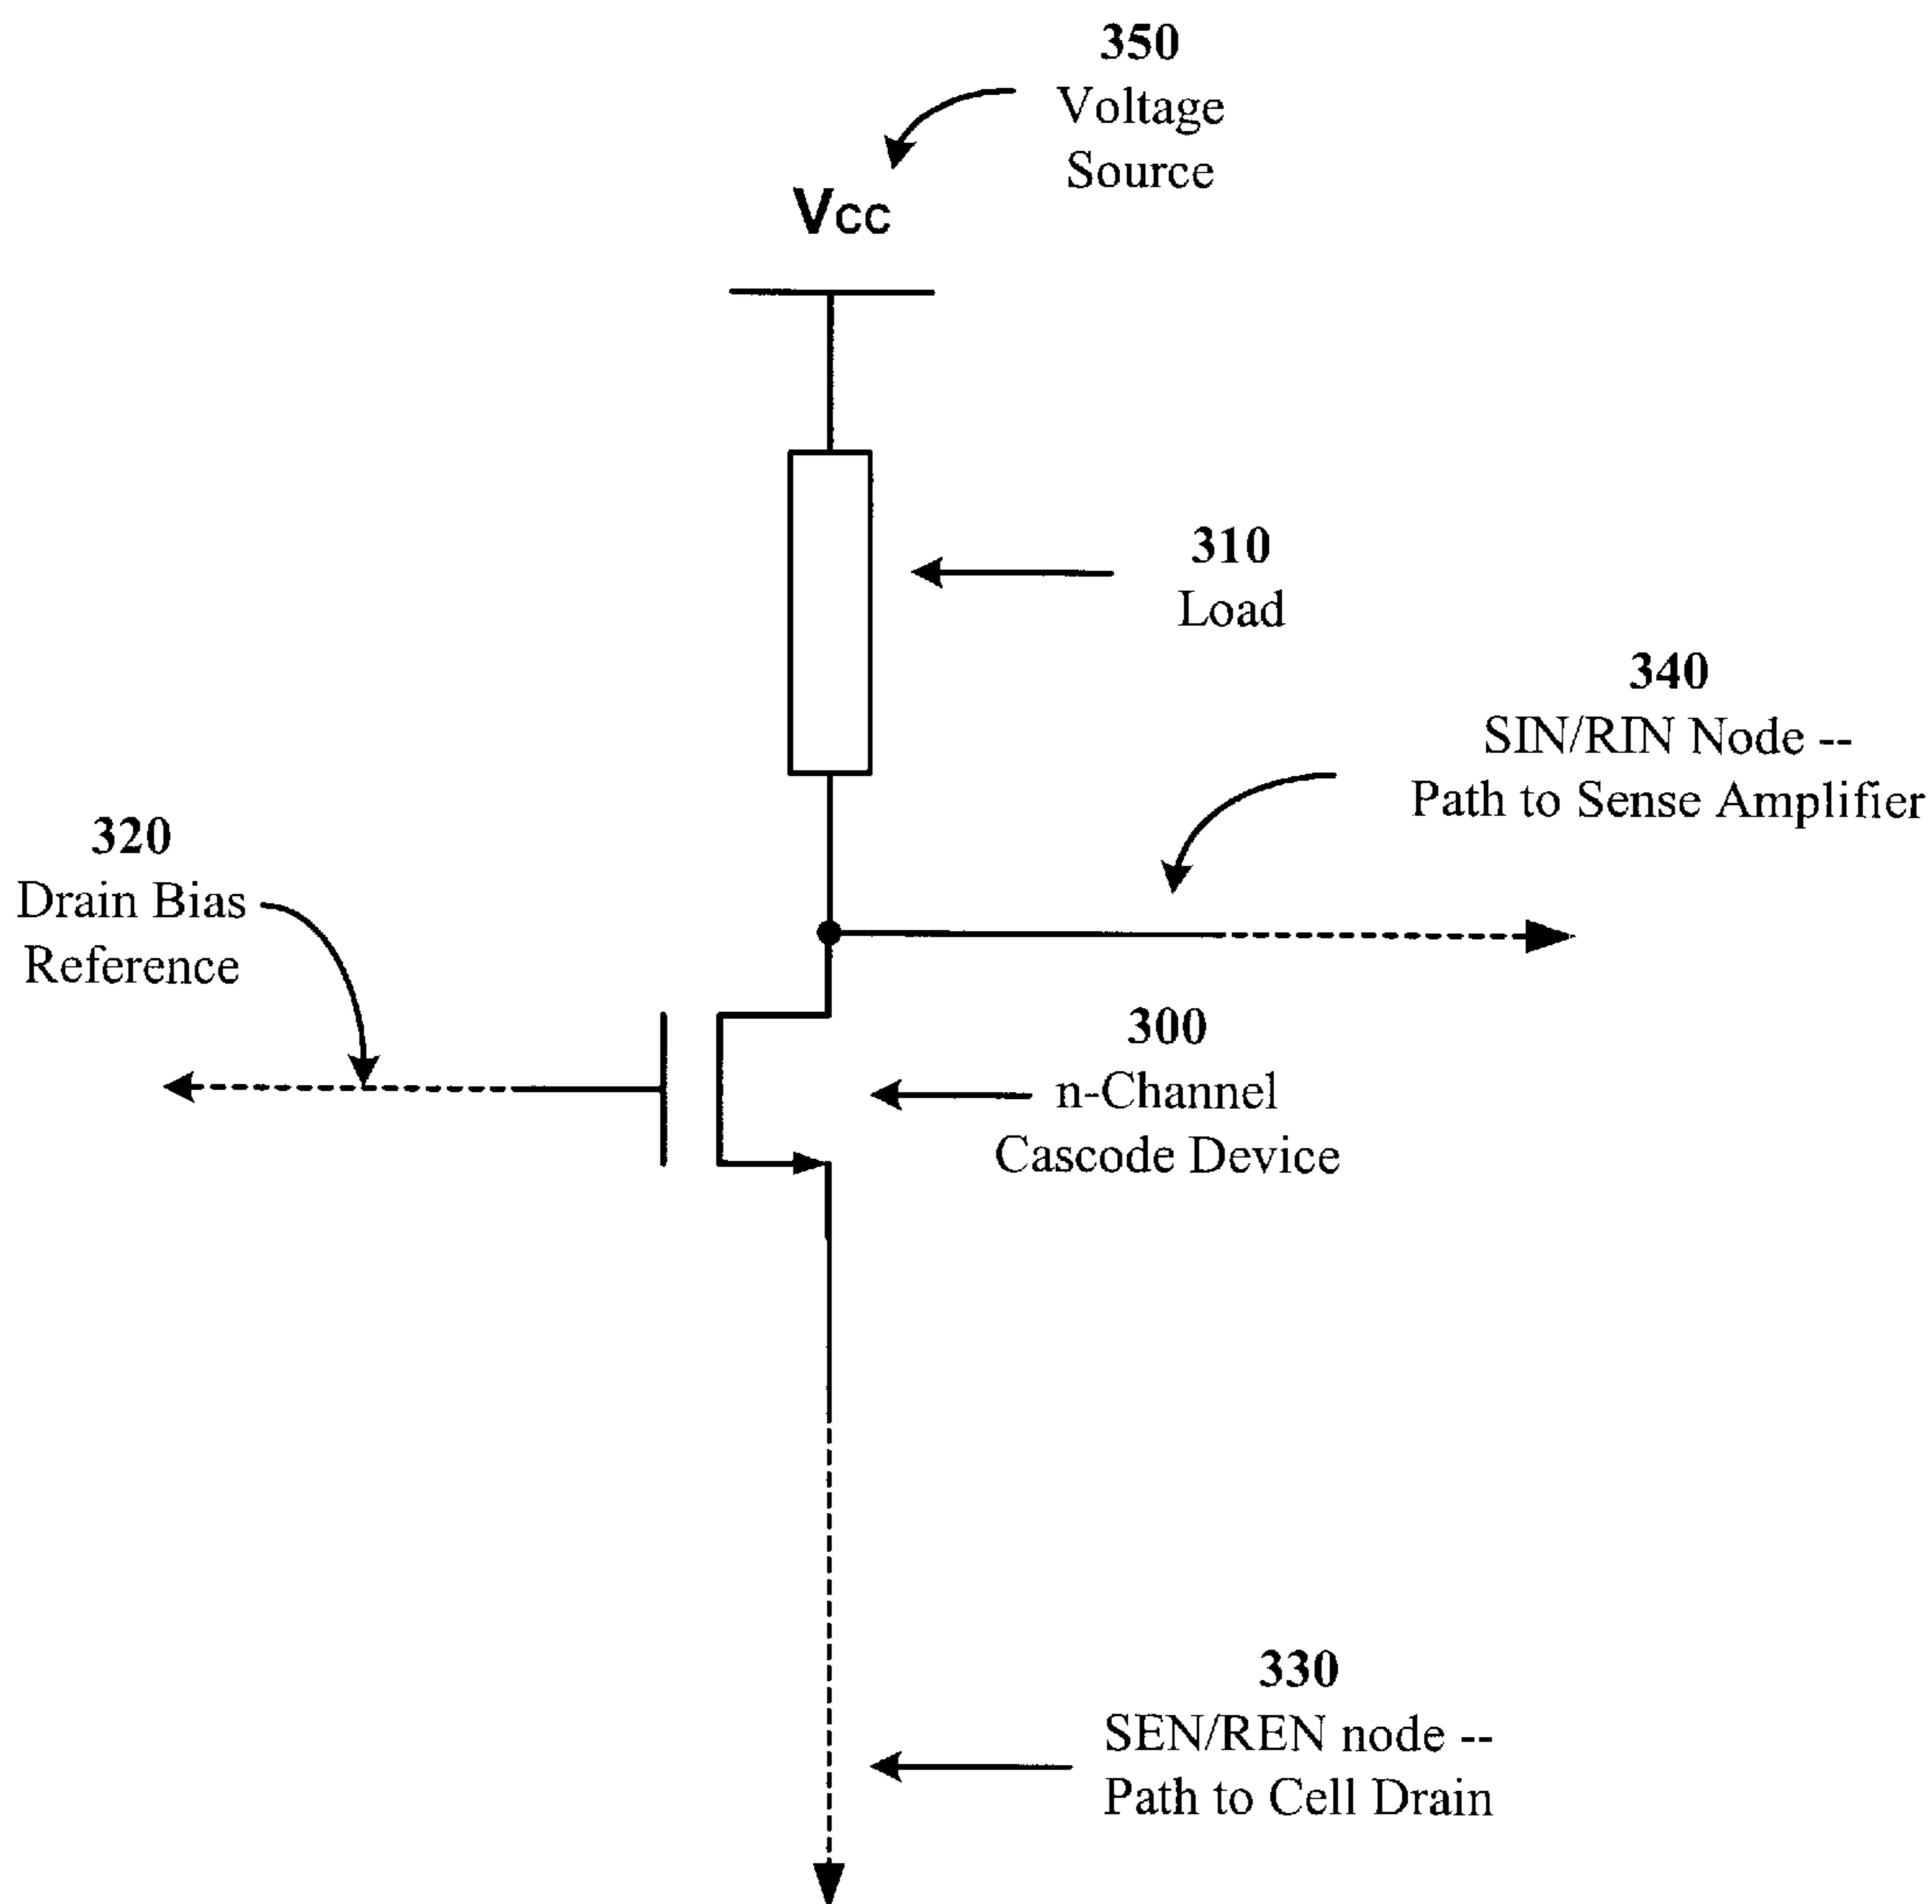 350
Voltage
Source
Vcc
310
Load
340
SIN/RIN Node --
Path to Sense Amplifier
320
Drain Bias
Reference
300
n-Channel
Cascode Device
330
SEN/REN node --
Path to Cell Drain